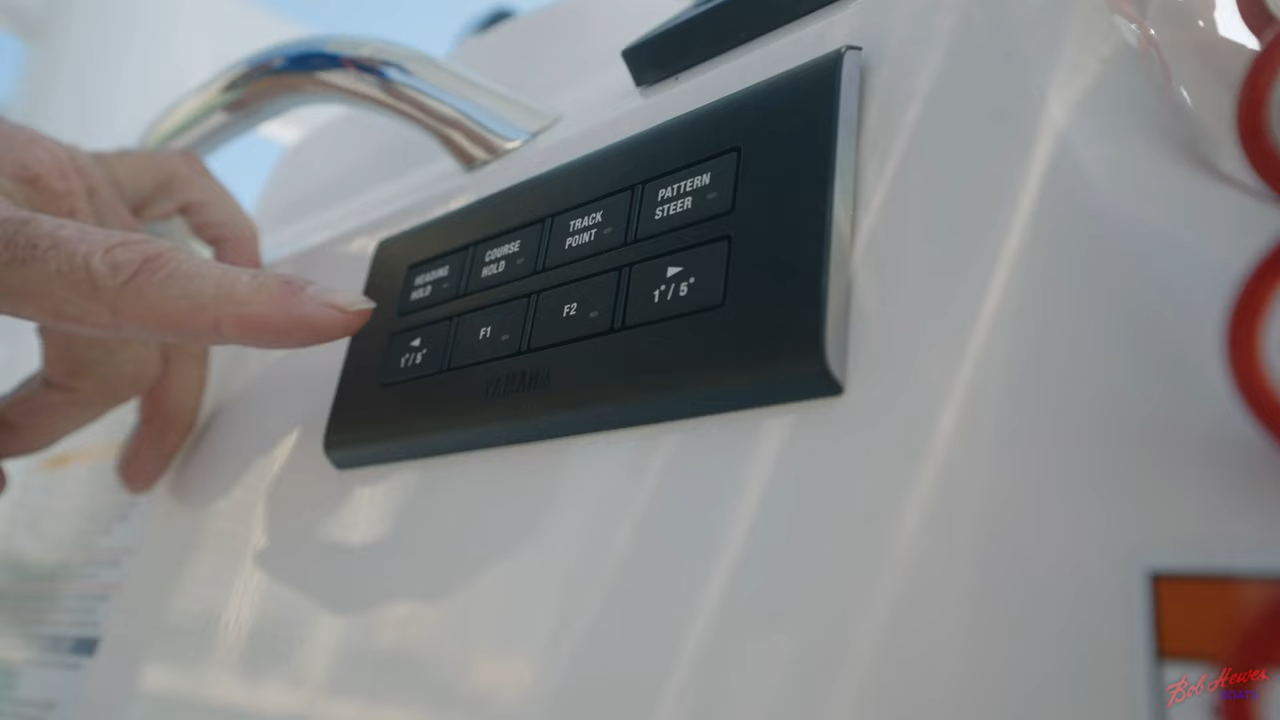 HEADING
HOLD
COURSE
HOLD
TRACK
POINT
PATTERN
STEER
◀
1°/5°
F1
F2
▶
1°/5°
YAMAHA
Bob Hewes
BOATS